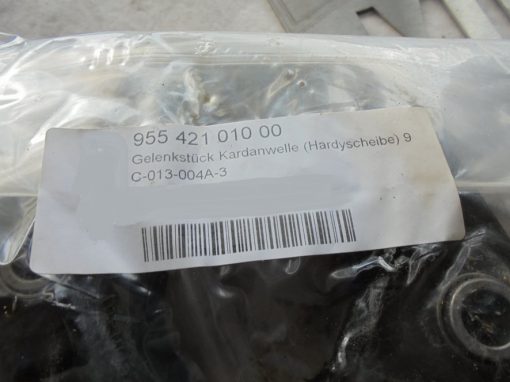 955 421 010 00
Gelenkstück Kardanwelle (Hardyscheibe) 9
C-013-004A-3